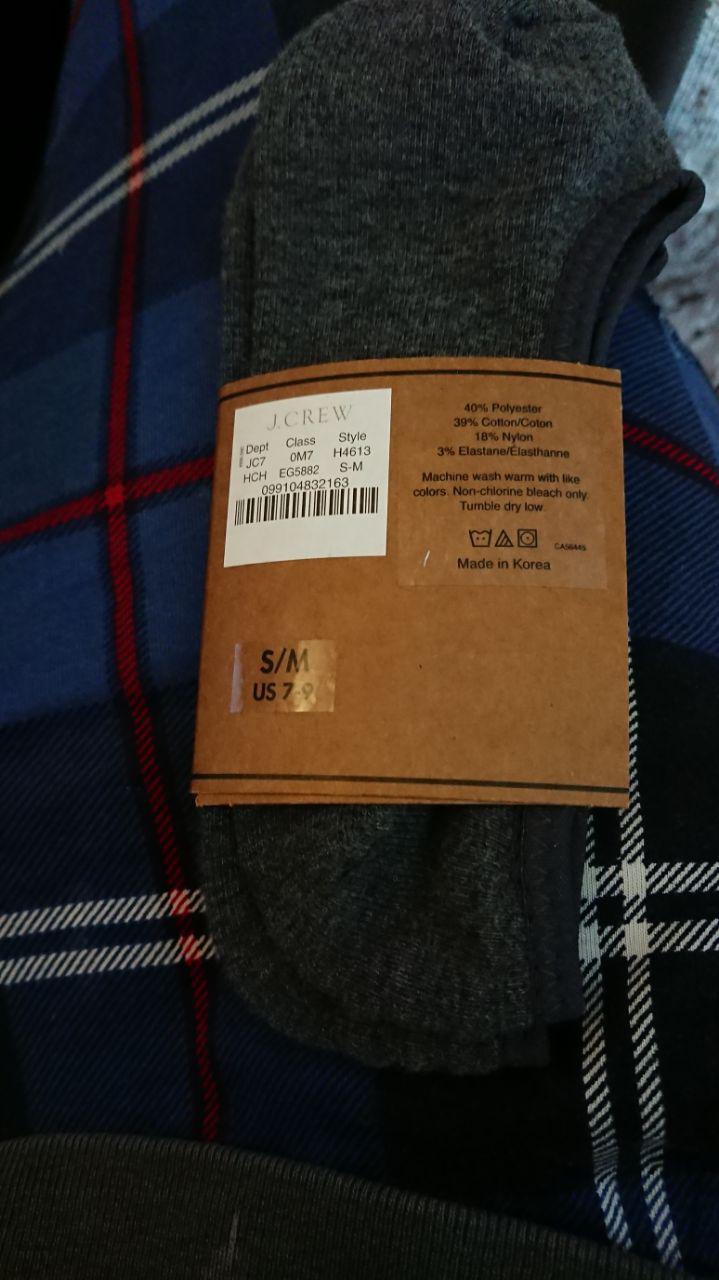 J.CREW
Dept Class Style
JC7 0M7 H4613
HCH EG5882 S-M
099104832163
40% Polyester
39% Cotton/Coton
18% Nylon
3% Elastane/Élasthanne
Machine wash warm with like
colors. Non-chlorine bleach only.
Tumble dry low.
CA56445
Made in Korea
S/M
US 7-9